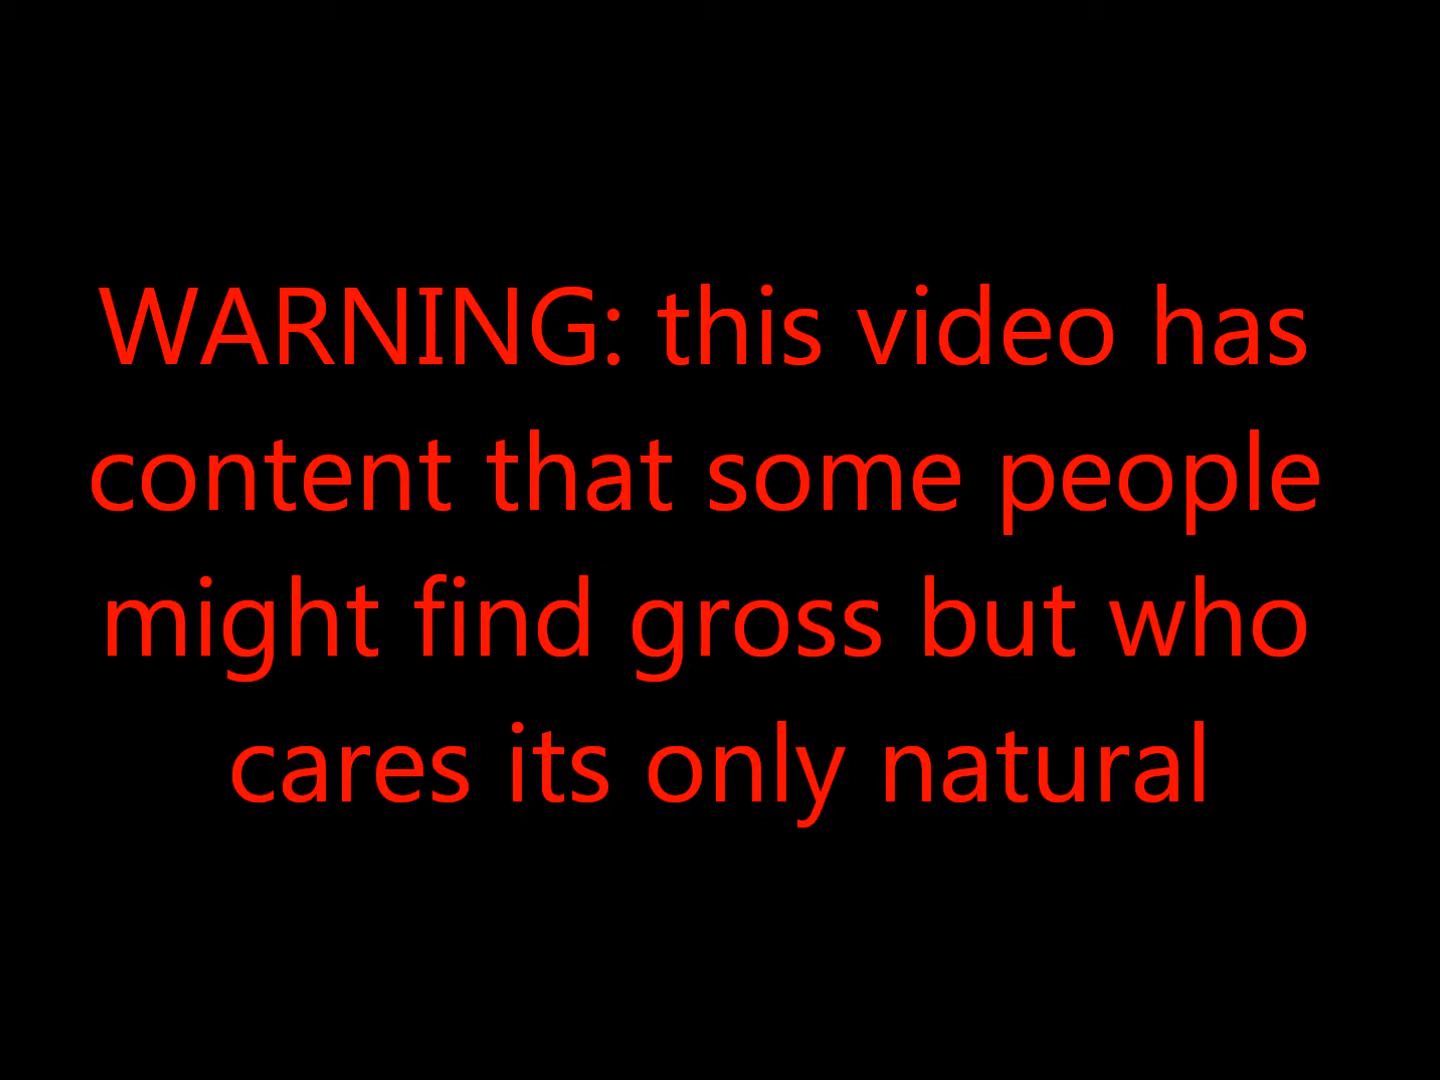 WARNING: this video has
content that some people
might find gross but who
cares its only natural